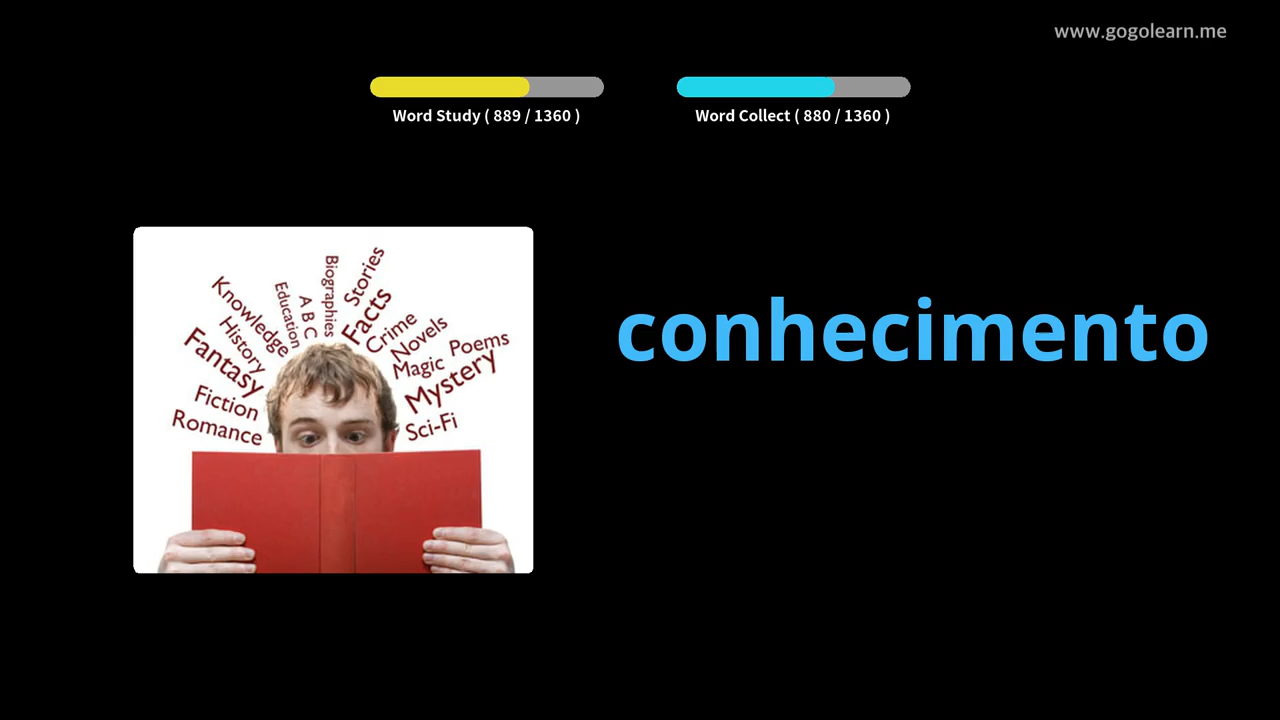 www.gogolearn.me
Word Study ( 889 / 1360 )
Word Collect ( 880 / 1360 )
conhecimento
Romance
Fiction
Fantasy
History
Knowledge
Education
A B C
Biographies
Stories
Facts
Crime
Novels
Magic
Poems
Mystery
Sci-Fi